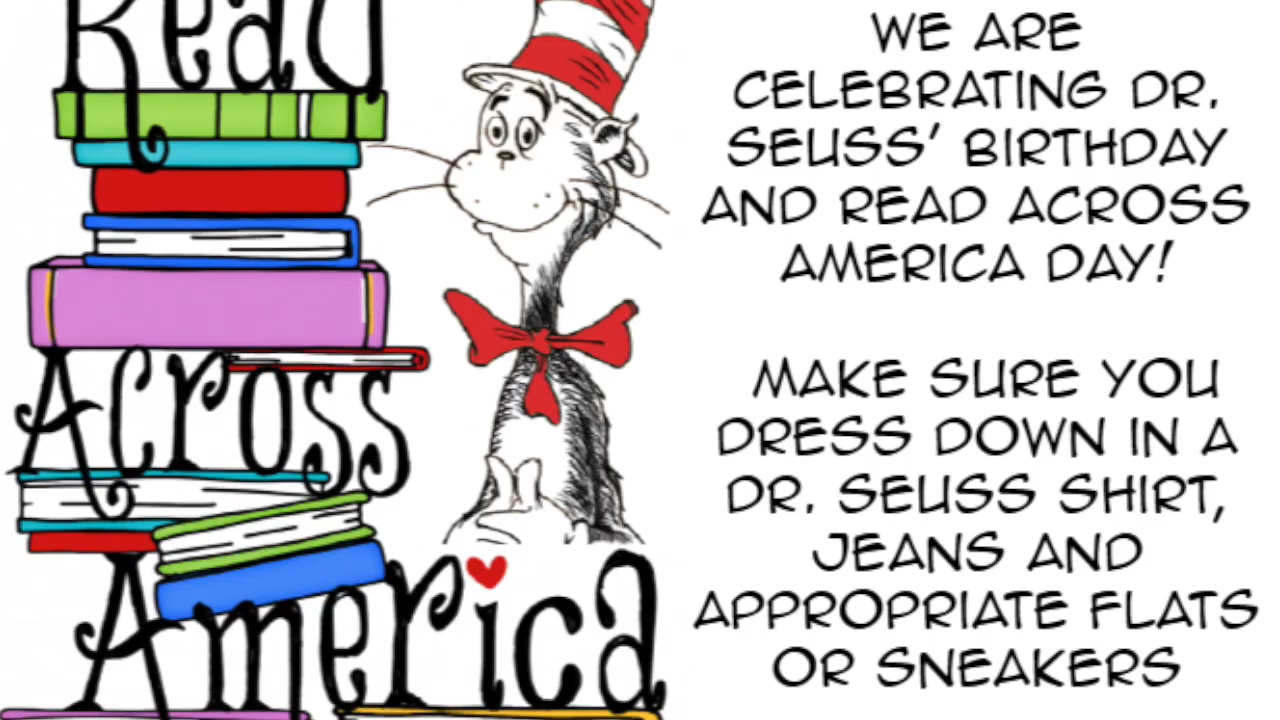 Read
Across
America
WE ARE
CELEBRATING DR.
SEUSS' BIRTHDAY
AND READ ACROSS
AMERICA DAY!
MAKE SURE YOU
DRESS DOWN IN A
DR. SEUSS SHIRT,
JEANS AND
APPROPRIATE FLATS
OR SNEAKERS